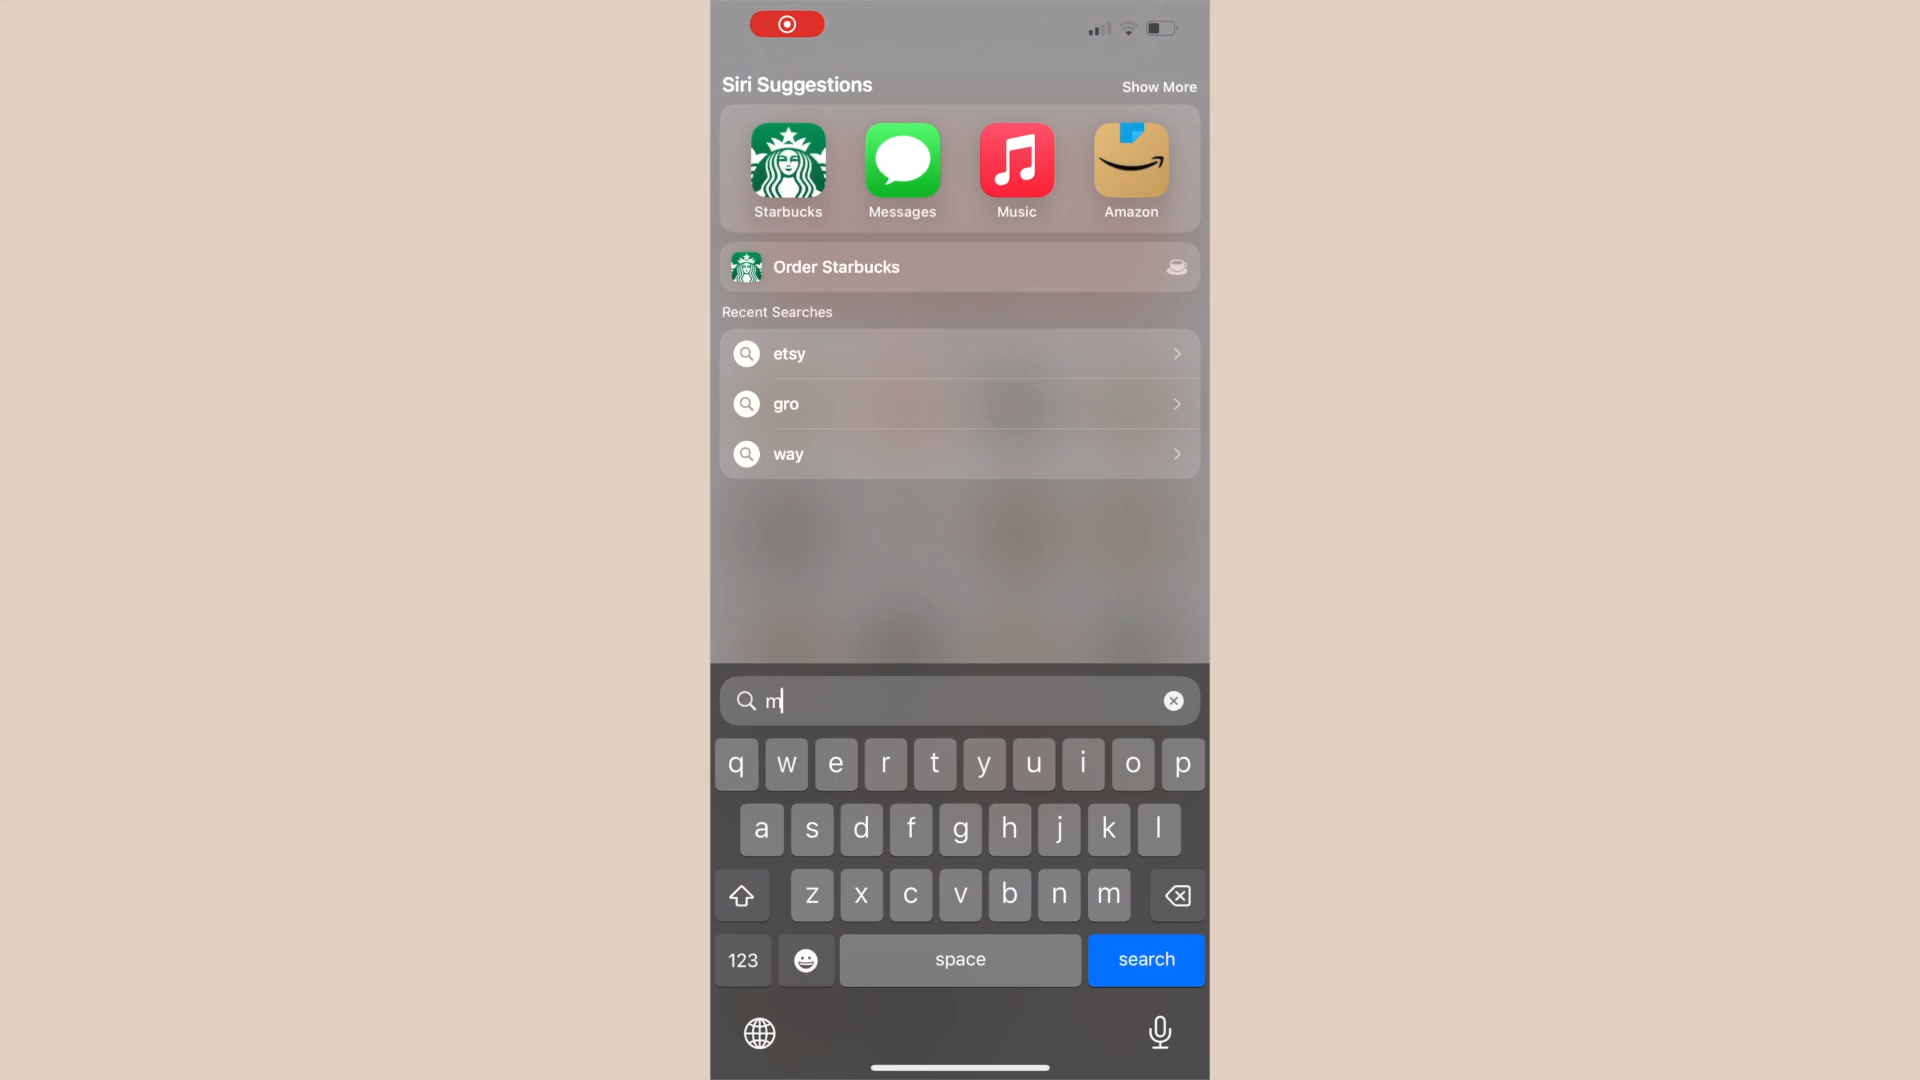 Siri Suggestions
Show More
Starbucks
Messages
Music
Amazon
Order Starbucks
Recent Searches
etsy
gro
way
m
q w e r t y u i o p
a s d f g h j k l
z x c v b n m
123
space
search